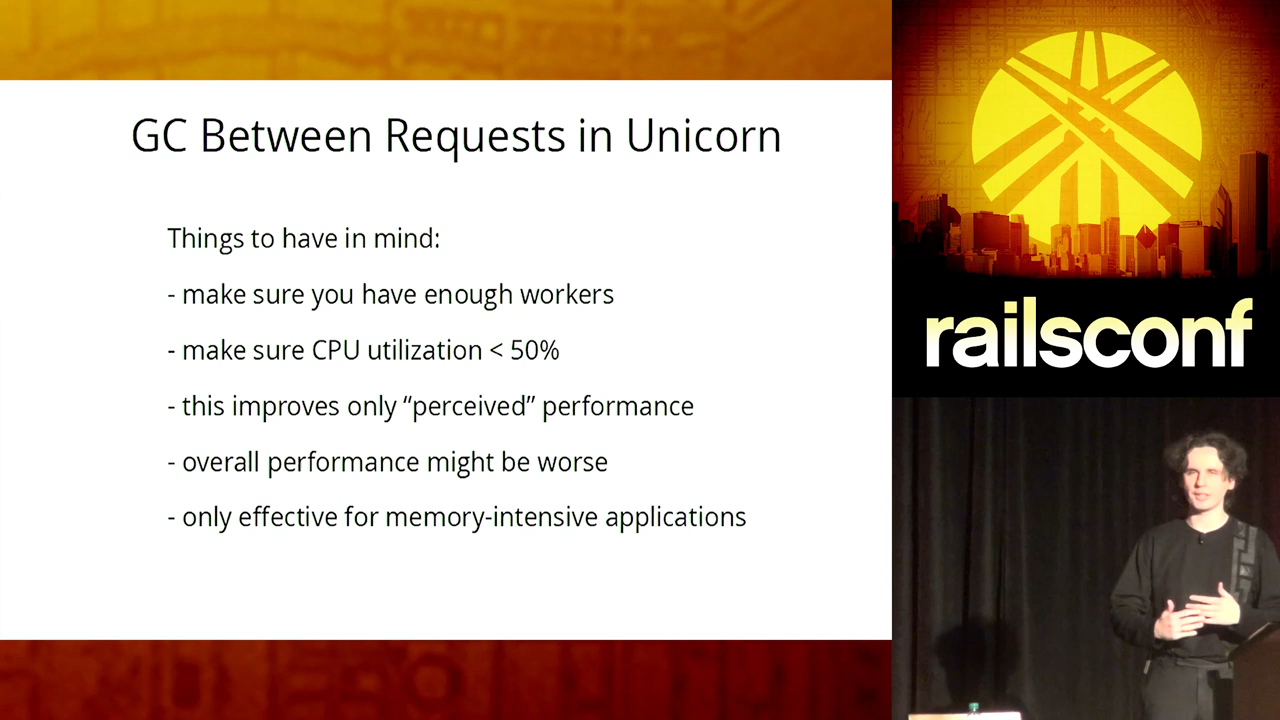 GC Between Requests in Unicorn
Things to have in mind:
- make sure you have enough workers
- make sure CPU utilization < 50%
- this improves only “perceived” performance
- overall performance might be worse
- only effective for memory-intensive applications
railsconf